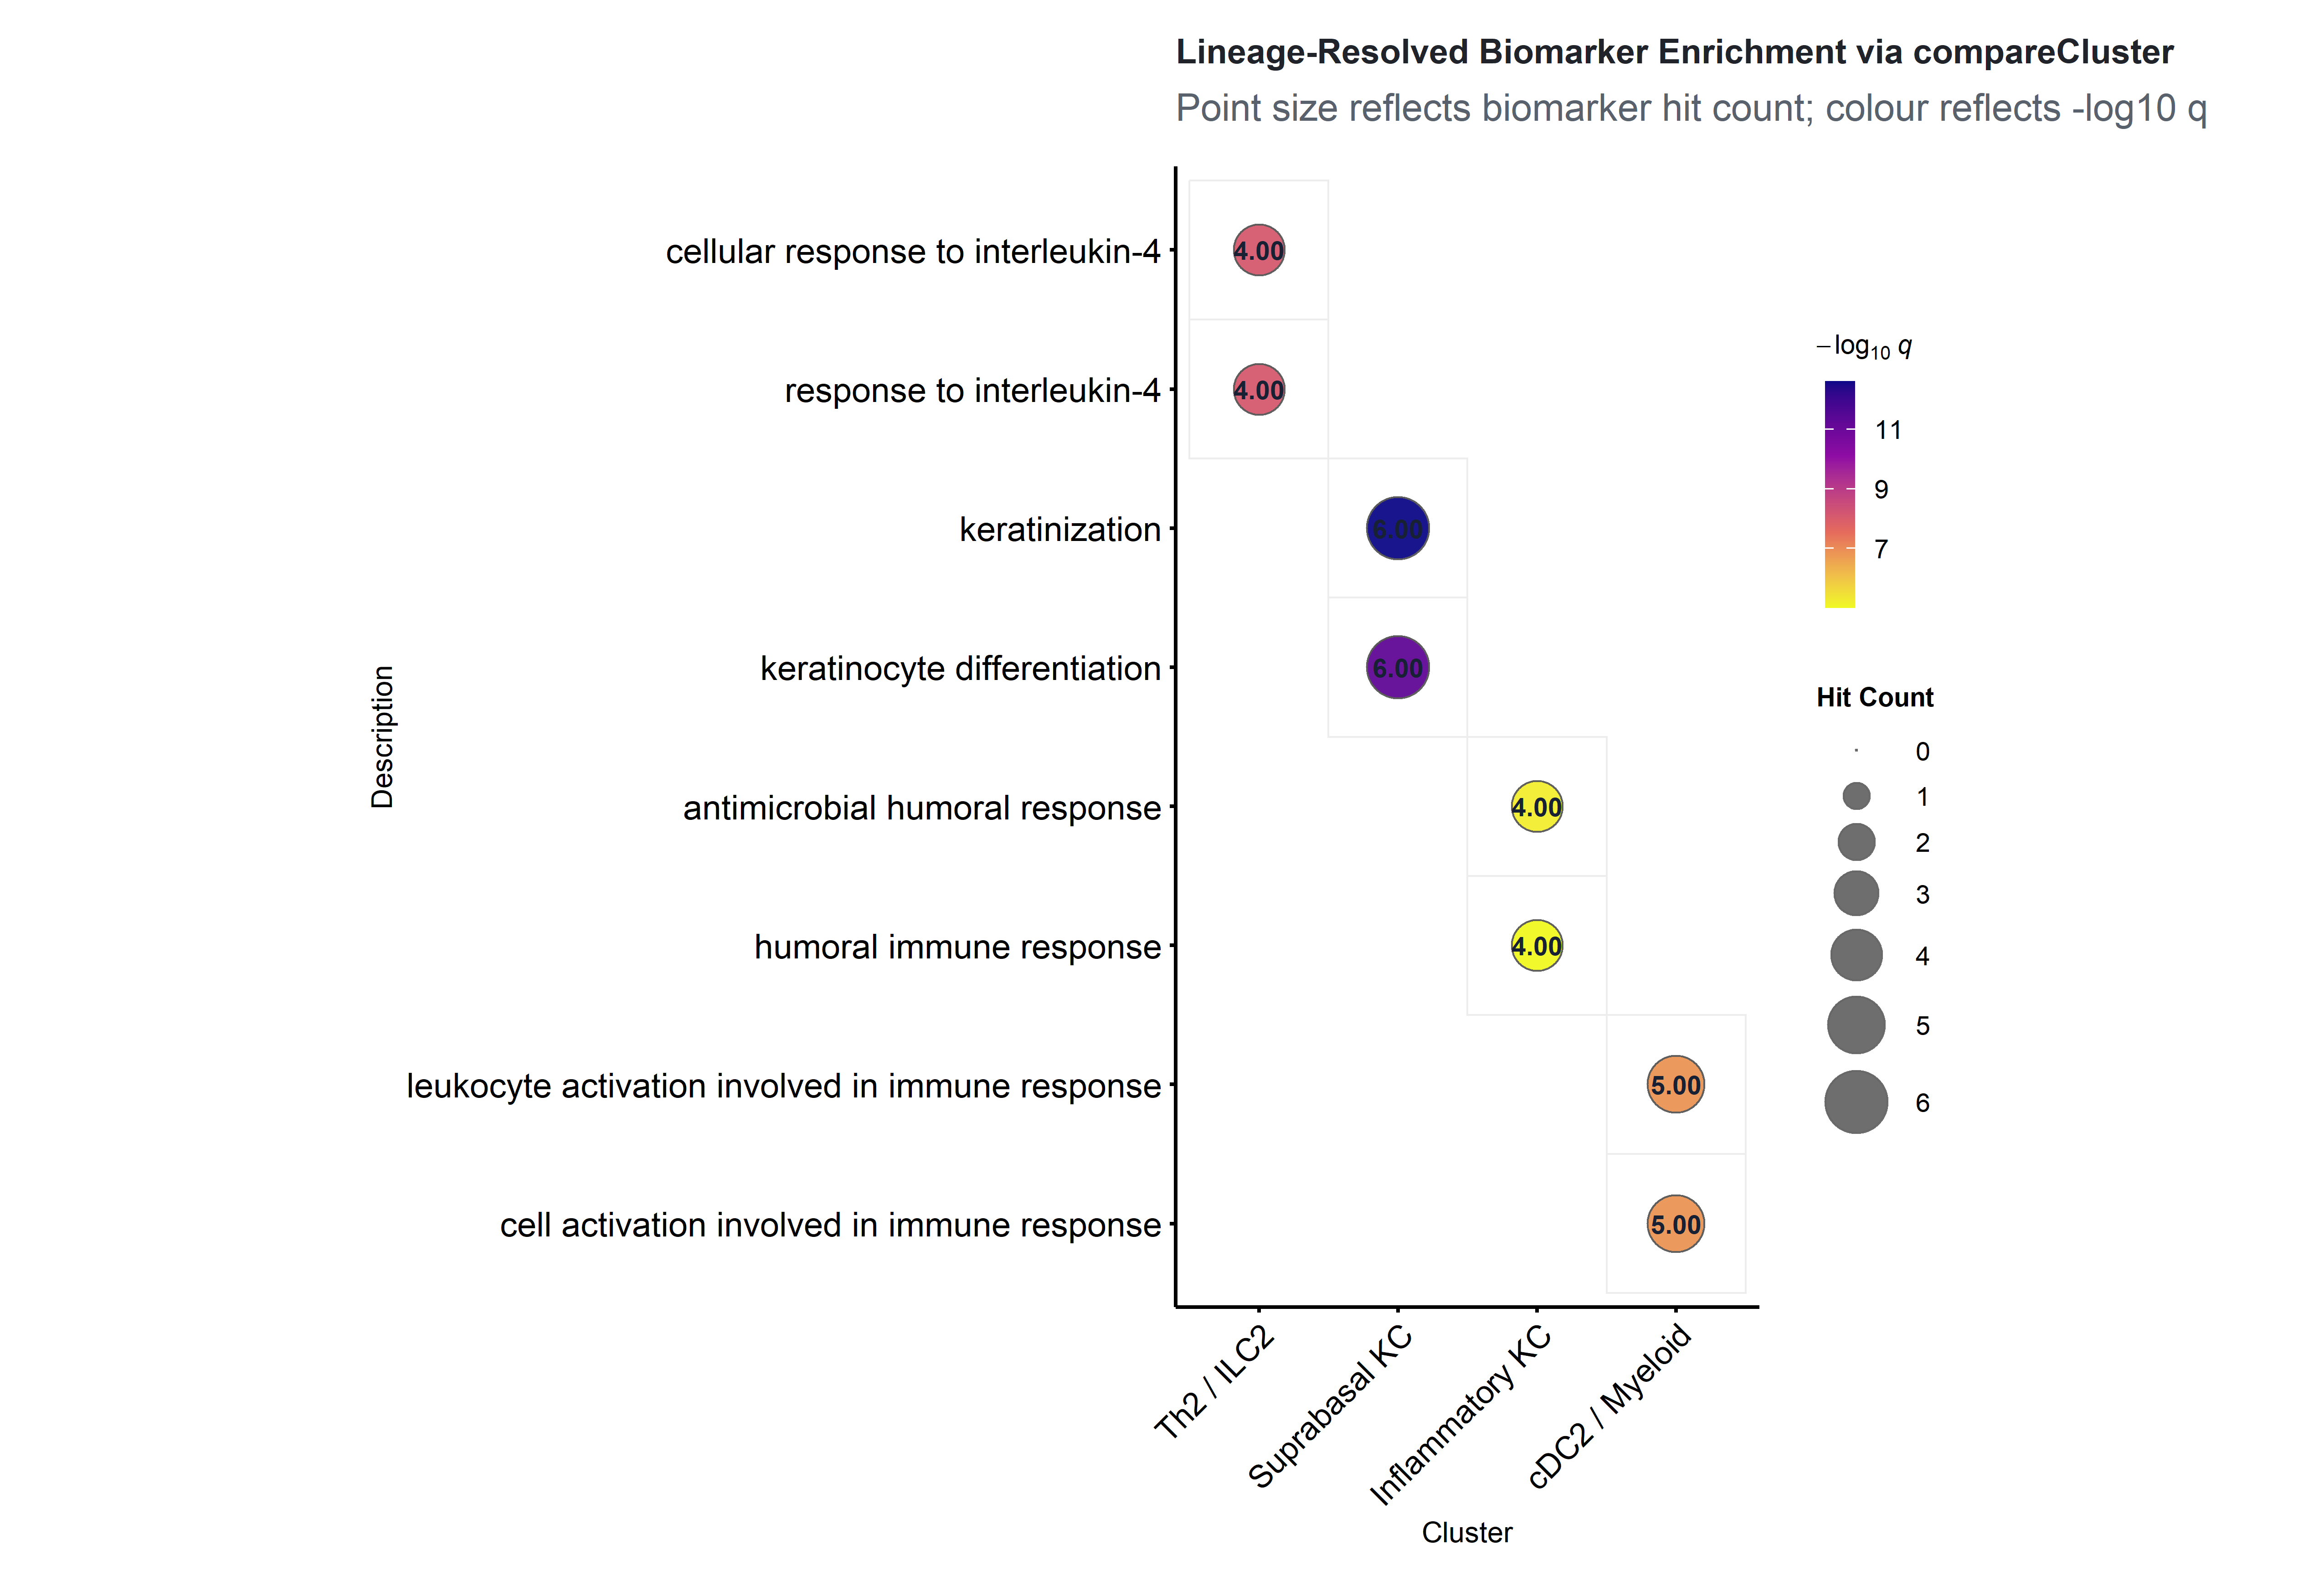 Lineage-Resolved Biomarker Enrichment via compareCluster
Point size reflects biomarker hit count; colour reflects -log10 q
Description
cellular response to interleukin-4
4.00
response to interleukin-4
4.00
keratinization
6.00
keratinocyte differentiation
6.00
antimicrobial humoral response
4.00
humoral immune response
4.00
leukocyte activation involved in immune response
5.00
cell activation involved in immune response
5.00
Th2 / ILC2
Suprabasal KC
Inflammatory KC
cDC2 / Myeloid
Cluster
−log₁₀ q
11
9
7
Hit Count
0
1
2
3
4
5
6